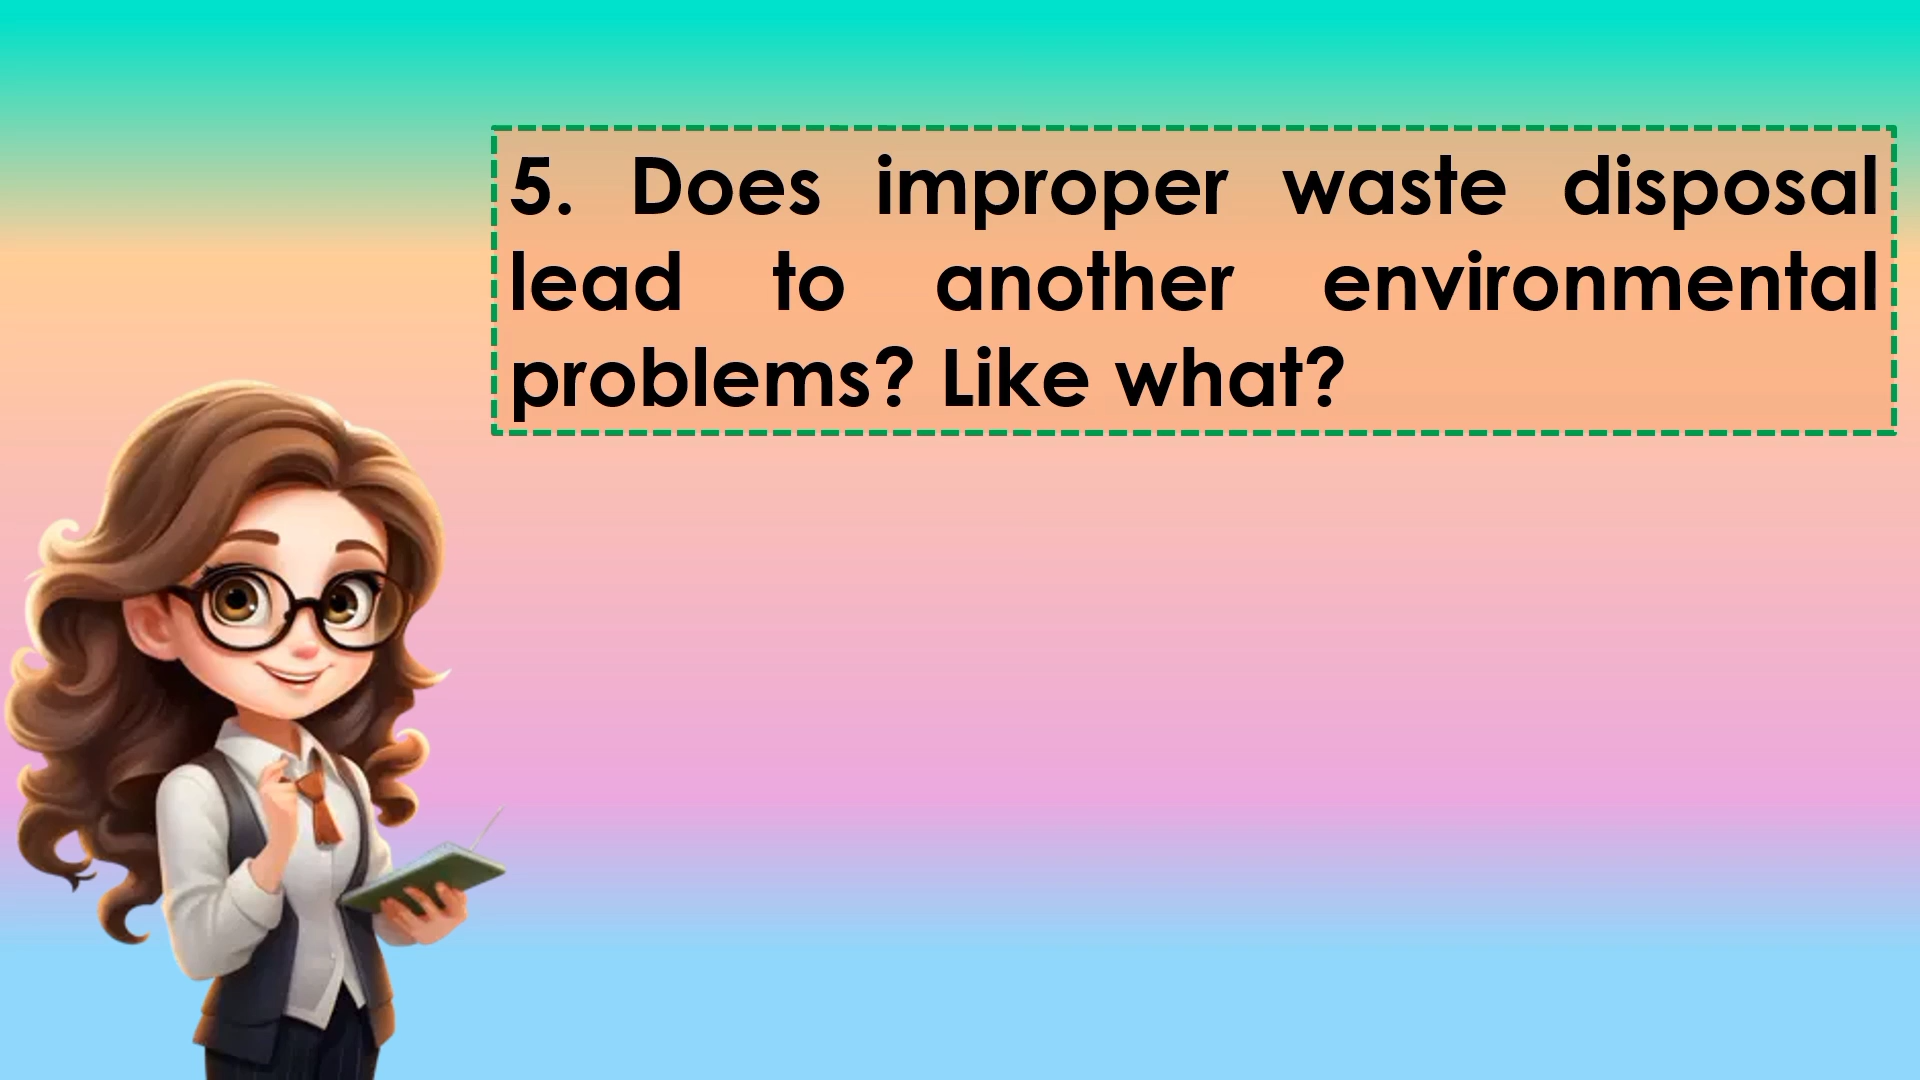 5. Does improper waste disposal
lead to another environmental
problems? Like what?